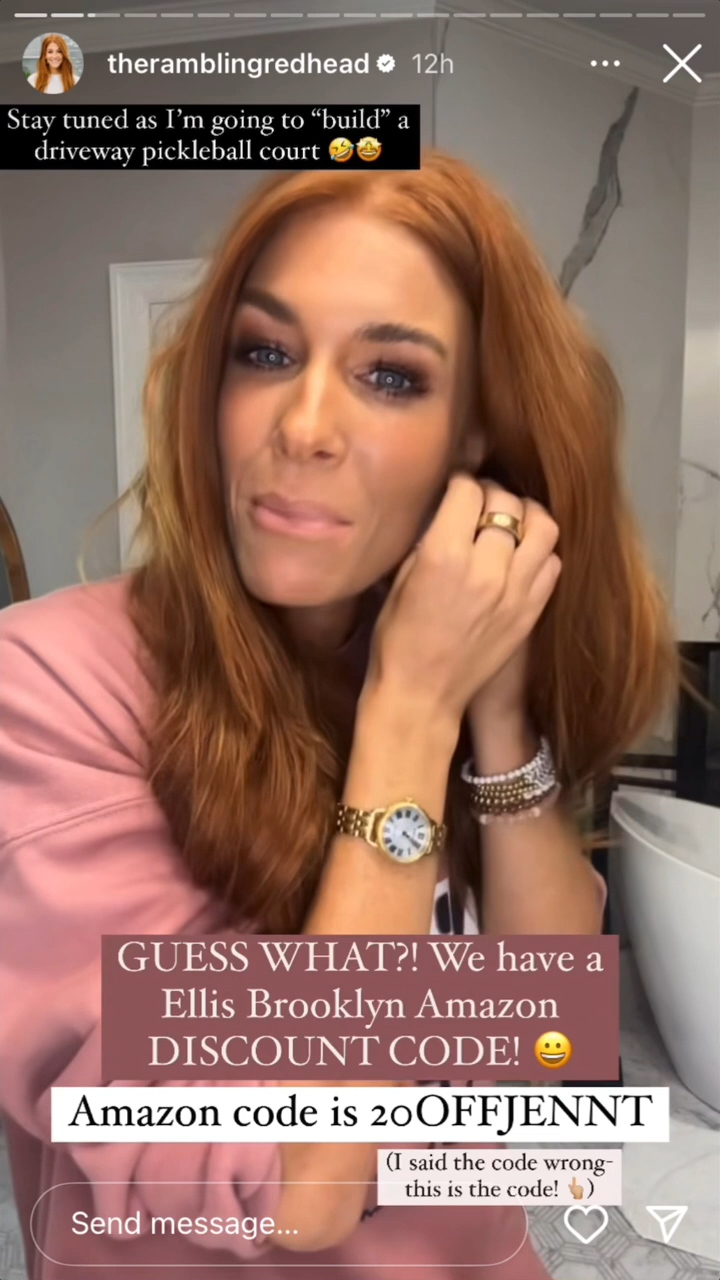 theramblingredhead 12h
Stay tuned as I'm going to “build” a
driveway pickleball court 🤣🤩
GUESS WHAT?! We have a
Ellis Brooklyn Amazon
DISCOUNT CODE! 😀
Amazon code is 20OFFJENNT
(I said the code wrong-
this is the code! 👆🏼)
Send message...